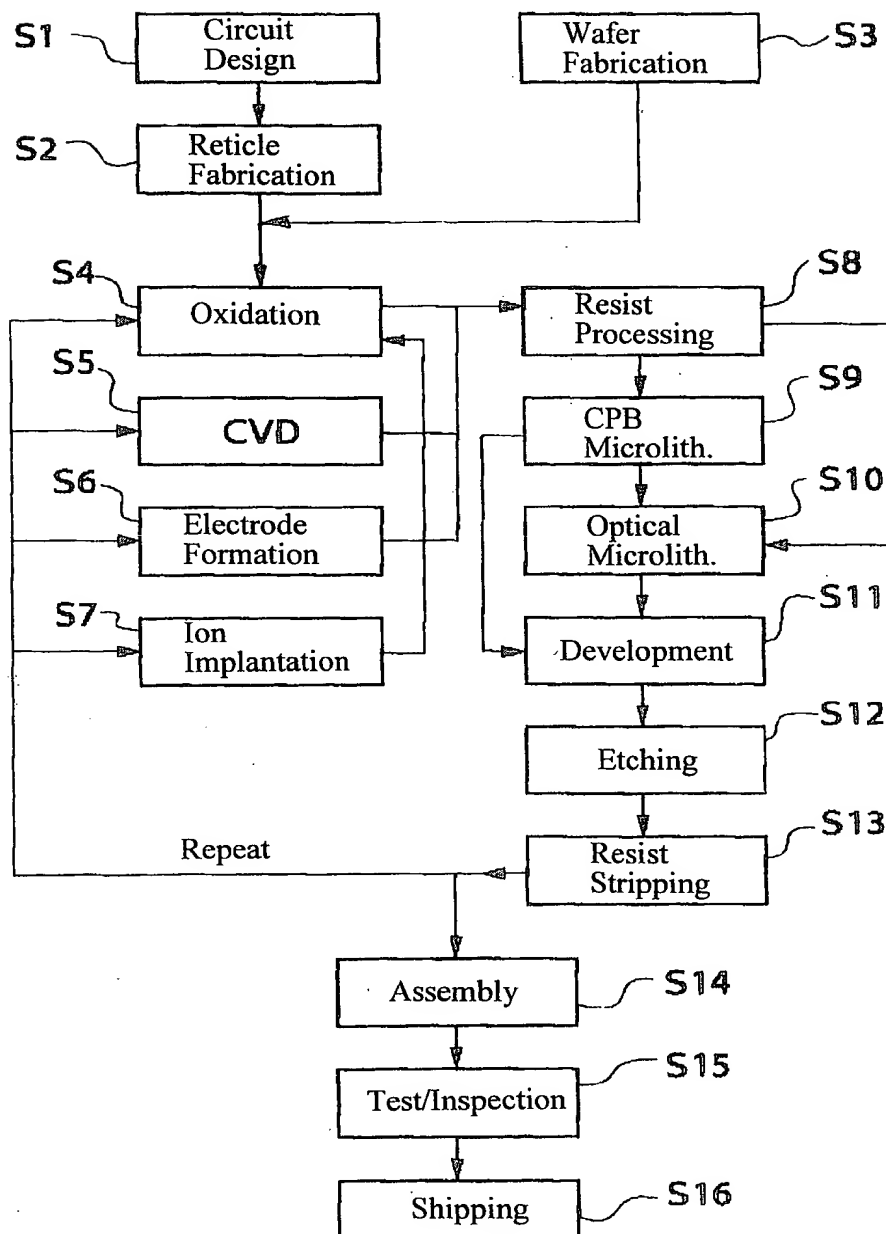 S1
Circuit
Design
Wafer
Fabrication
S3
S2
Reticle
Fabrication
S4
Oxidation
S8
Resist
Processing
S5
CVD
S9
CPB
Microlith.
S6
Electrode
Formation
S10
Optical
Microlith.
S7
Ion
Implantation
S11
Development
S12
Etching
S13
Resist
Stripping
Repeat
Assembly
S14
Test/Inspection
S15
Shipping
S16